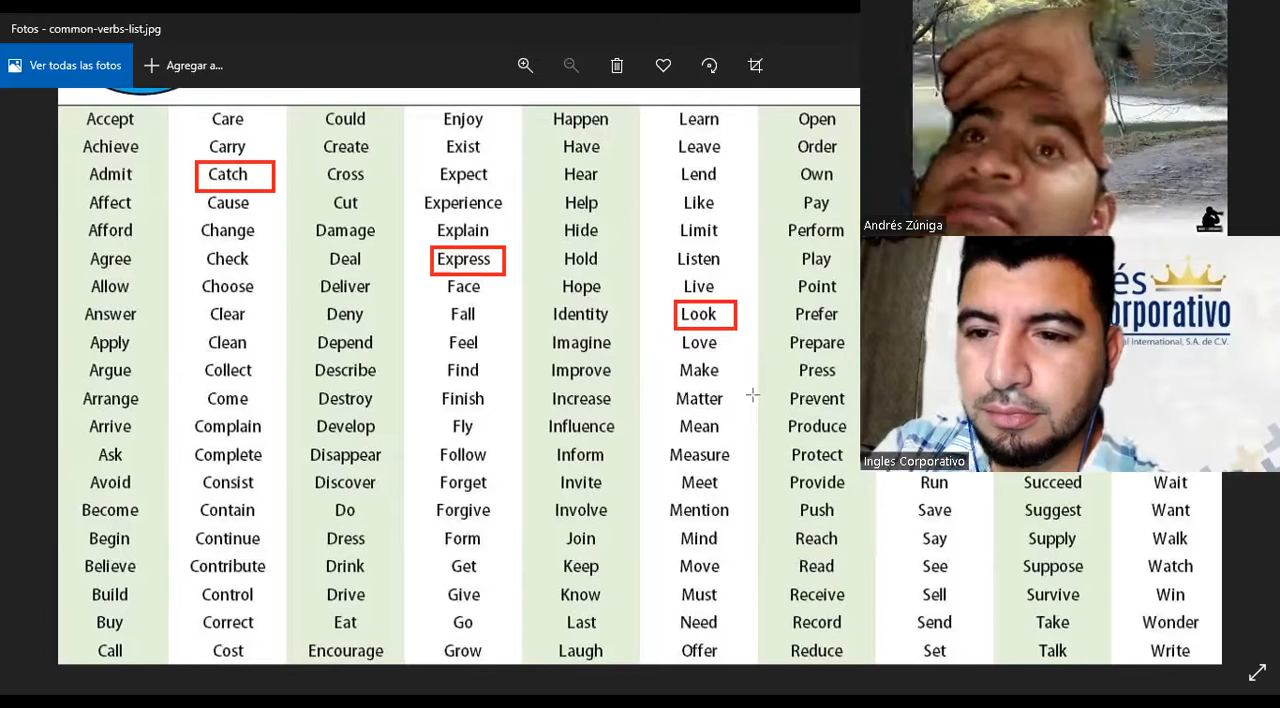 Fotos - common-verbs-list.jpg
Ver todas las fotos
Agregar a...
Accept Care Could Enjoy Happen Learn Open
Achieve Carry Create Exist Have Leave Order
Admit Catch Cross Expect Hear Lend Own
Affect Cause Cut Experience Help Like Pay
Afford Change Damage Explain Hide Limit Perform
Agree Check Deal Express Hold Listen Play
Allow Choose Deliver Face Hope Live Point
Answer Clear Deny Fall Identity Look Prefer
Apply Clean Depend Feel Imagine Love Prepare
Argue Collect Describe Find Improve Make Press
Arrange Come Destroy Finish Increase Matter Prevent
Arrive Complain Develop Fly Influence Mean Produce
Ask Complete Disappear Follow Inform Measure Protect
Avoid Consist Discover Forget Invite Meet Provide Run Succeed Wait
Become Contain Do Forgive Involve Mention Push Save Suggest Want
Begin Continue Dress Form Join Mind Reach Say Supply Walk
Believe Contribute Drink Get Keep Move Read See Suppose Watch
Build Control Drive Give Know Must Receive Sell Survive Win
Buy Correct Eat Go Last Need Record Send Take Wonder
Call Cost Encourage Grow Laugh Offer Reduce Set Talk Write
Andrés Zúniga
és
orporativo
al International, S.A. de C.V.
Ingles Corporativo